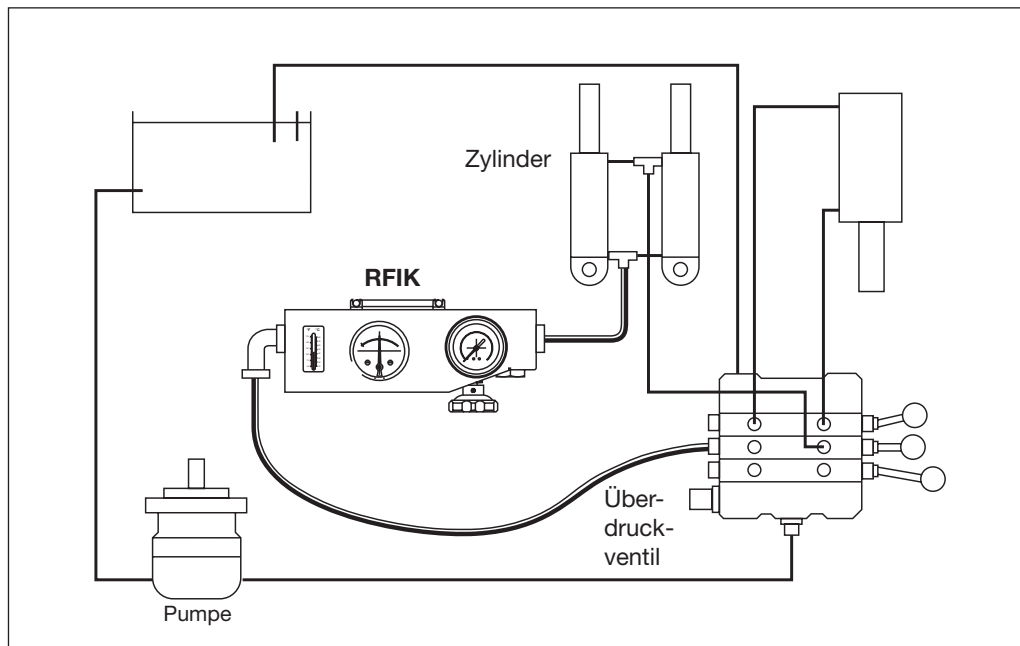 Zylinder
RFIK
Über-
druck-
ventil
Pumpe